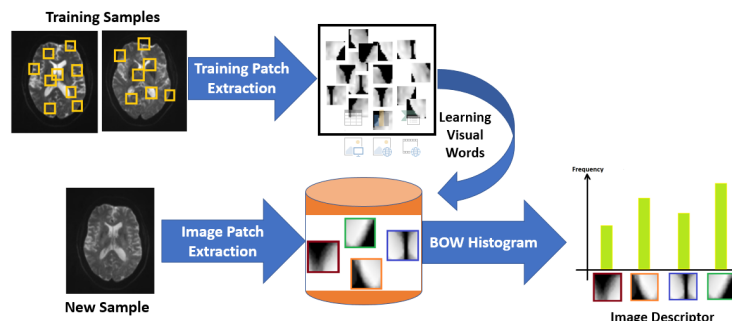 Training Samples
Training Patch
Extraction
Learning
Visual
Words
Image Patch
Extraction
BOW Histogram
Frequency
New Sample
Image Descriptor